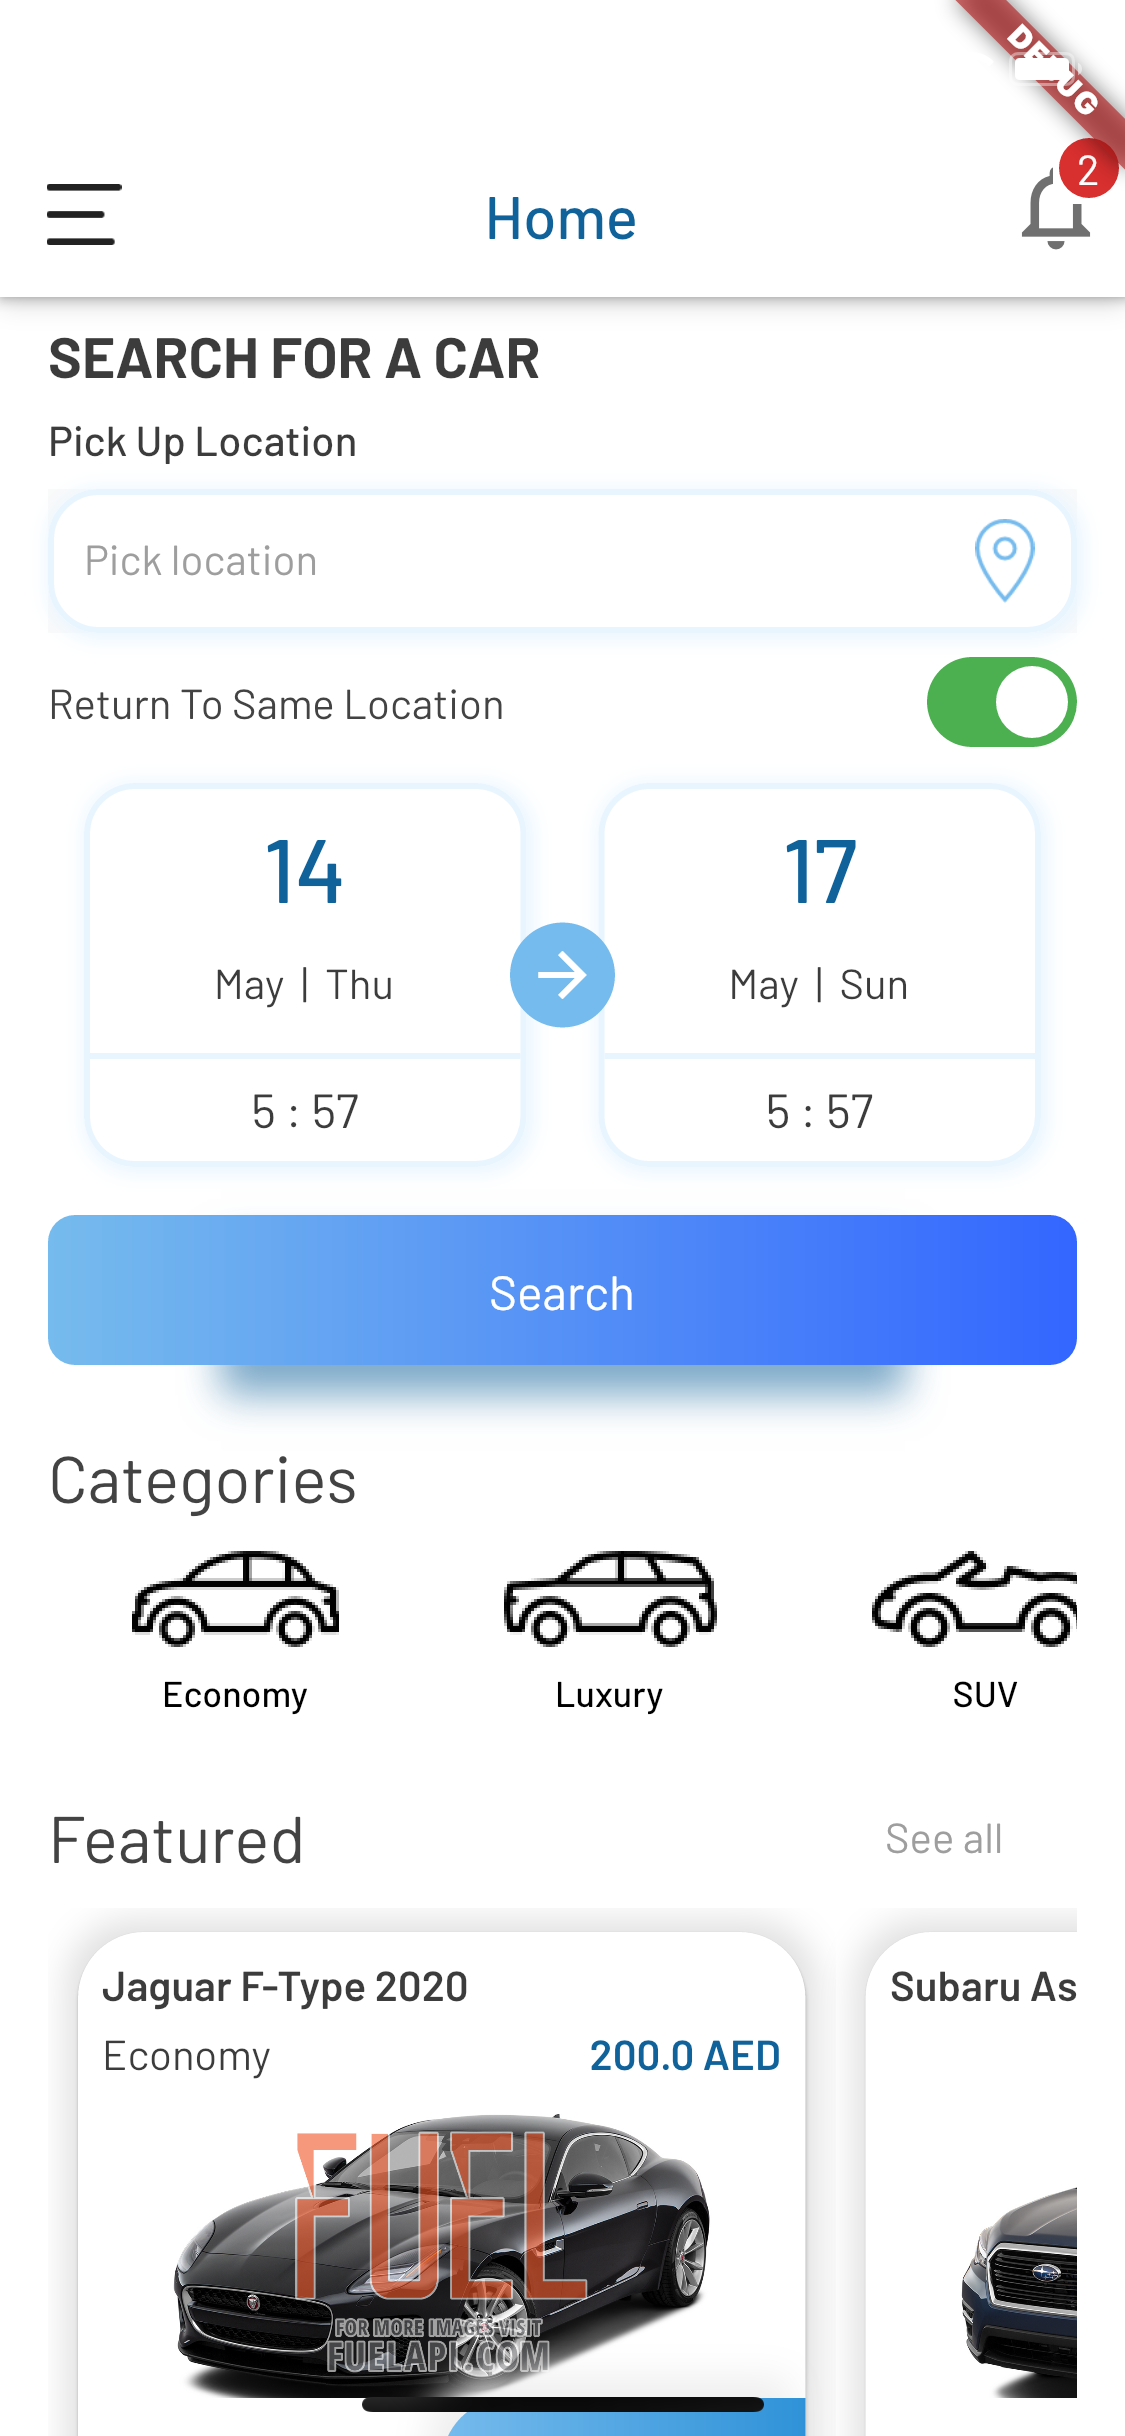 DEBUG
2
Home
SEARCH FOR A CAR
Pick Up Location
Pick location
Return To Same Location
14
17
May | Thu
May | Sun
5 : 57
5 : 57
Search
Categories
Economy
Luxury
SUV
Featured
See all
Jaguar F-Type 2020
Subaru As
Economy
200.0 AED
FUEL
FOR MORE IMAGES VISIT
FUELAPI.COM